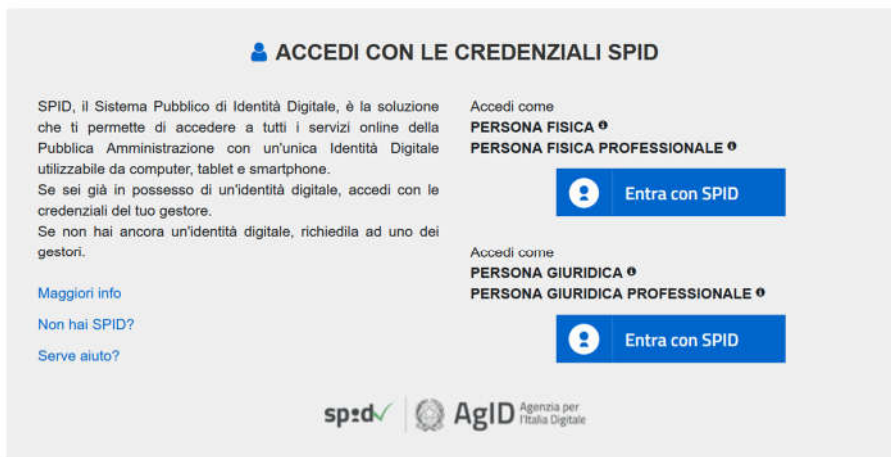 ACCEDI CON LE CREDENZIALI SPID
SPID, il Sistema Pubblico di Identità Digitale, è la soluzione
che ti permette di accedere a tutti i servizi online della
Pubblica Amministrazione con un'unica Identità Digitale
utilizzabile da computer, tablet e smartphone.
Se sei già in possesso di un'identità digitale, accedi con le
credenziali del tuo gestore.
Se non hai ancora un'identità digitale, richiedila ad uno dei
gestori.
Maggiori info
Non hai SPID?
Serve aiuto?
Accedi come
PERSONA FISICA
PERSONA FISICA PROFESSIONALE
Entra con SPID
Accedi come
PERSONA GIURIDICA
PERSONA GIURIDICA PROFESSIONALE
Entra con SPID
spid
AgID Agenzia per
l'Italia Digitale